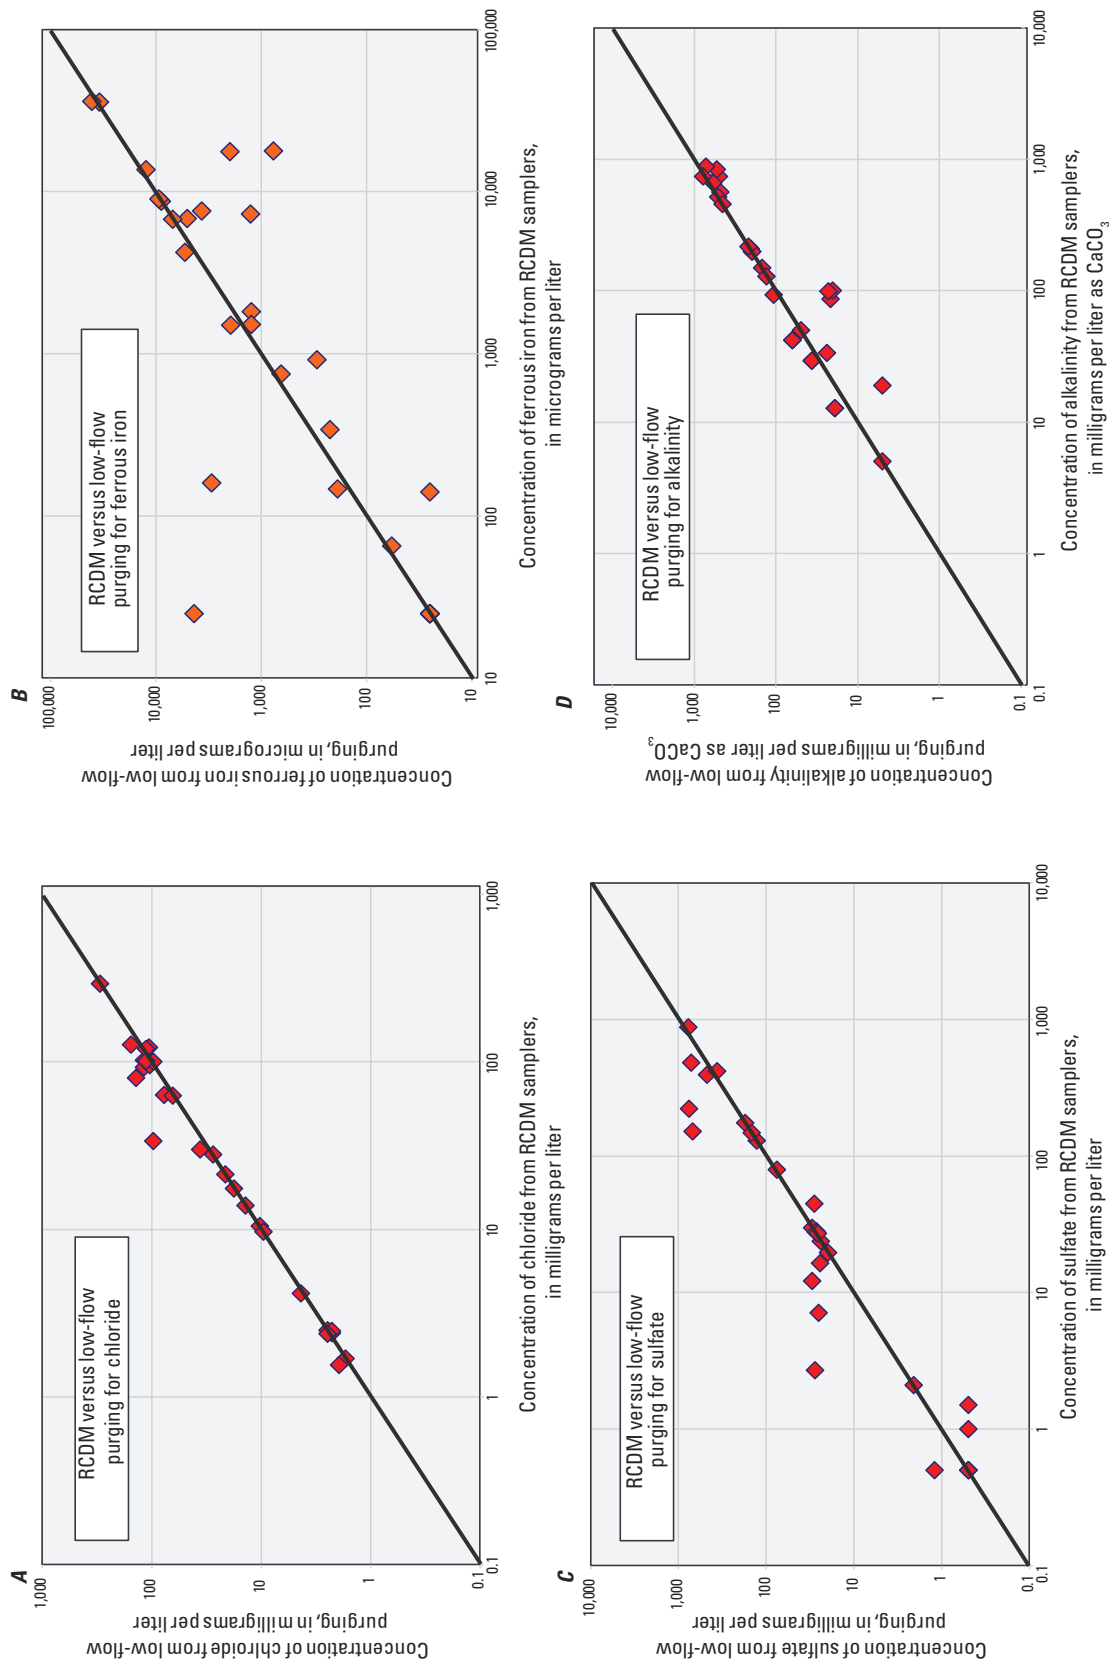 A
RCDM versus low-flow
purging for chloride
Concentration of chlroide from low-flow
purging, in milligrams per liter
1,000
100
10
1
0.1
0.1
1
10
100
1,000
Concentration of chloride from RCDM samplers,
in milligrams per liter
B
RCDM versus low-flow
purging for ferrous iron
Concentration of ferrous iron from low-flow
purging, in micrograms per liter
100,000
10,000
1,000
100
10
10
100
1,000
10,000
100,000
Concentration of ferrous iron from RCDM samplers,
in micrograms per liter
C
RCDM versus low-flow
purging for sulfate
Concentration of sulfate from low-flow
purging, in milligrams per liter
10,000
1,000
100
10
1
0.1
0.1
1
10
100
1,000
10,000
Concentration of sulfate from RCDM samplers,
in milligrams per liter
D
RCDM versus low-flow
purging for alkalinity
Concentration of alkalinity from low-flow
purging, in milligrams per liter as CaCO₃
10,000
1,000
100
10
1
0.1
0.1
1
10
100
1,000
10,000
Concentration of alkalinity from RCDM samplers,
in milligrams per liter as CaCO₃